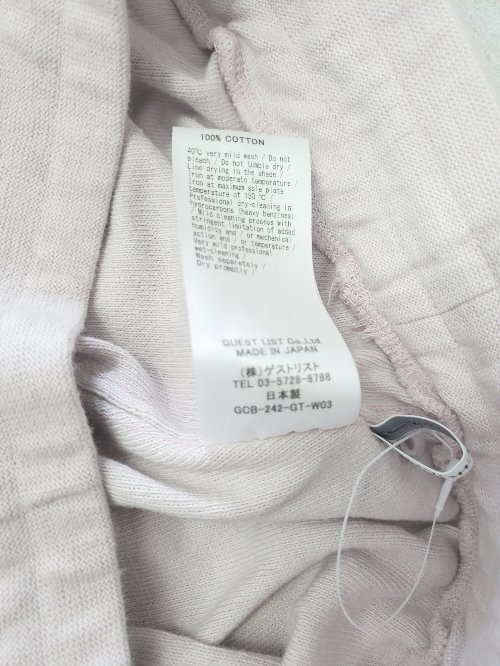 100% COTTON
40℃ very mild wash / Do not
bleach / Do not tumble dry /
Line drying in the shade /
Iron at moderate temperature /
Iron at maximum sole plate
temperature of 150 ℃ /
Professional dry-cleaning in
hydrocarbons (heavy benzines)
/ Mild cleaning process with
stringent limitation of added
humidity and / or mechanical
action and / or temperature /
Very mild professional
wet-cleaning /
Wash separately /
Dry promptly /
GUEST LIST Co.,Ltd.
MADE IN JAPAN
(株)ゲストリスト
TEL 03-5728-8788
日本製
GCB-242-GT-W03